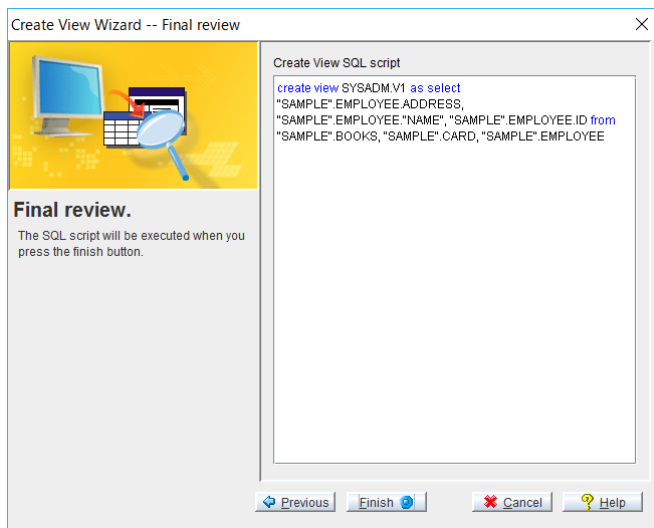 Create View Wizard -- Final review
Create View SQL script
create view SYSADM.V1 as select
"SAMPLE".EMPLOYEE.ADDRESS,
"SAMPLE".EMPLOYEE."NAME", "SAMPLE".EMPLOYEE.ID from
"SAMPLE".BOOKS, "SAMPLE".CARD, "SAMPLE".EMPLOYEE
Final review.
The SQL script will be executed when you
press the finish button.
Previous
Finish
Cancel
Help